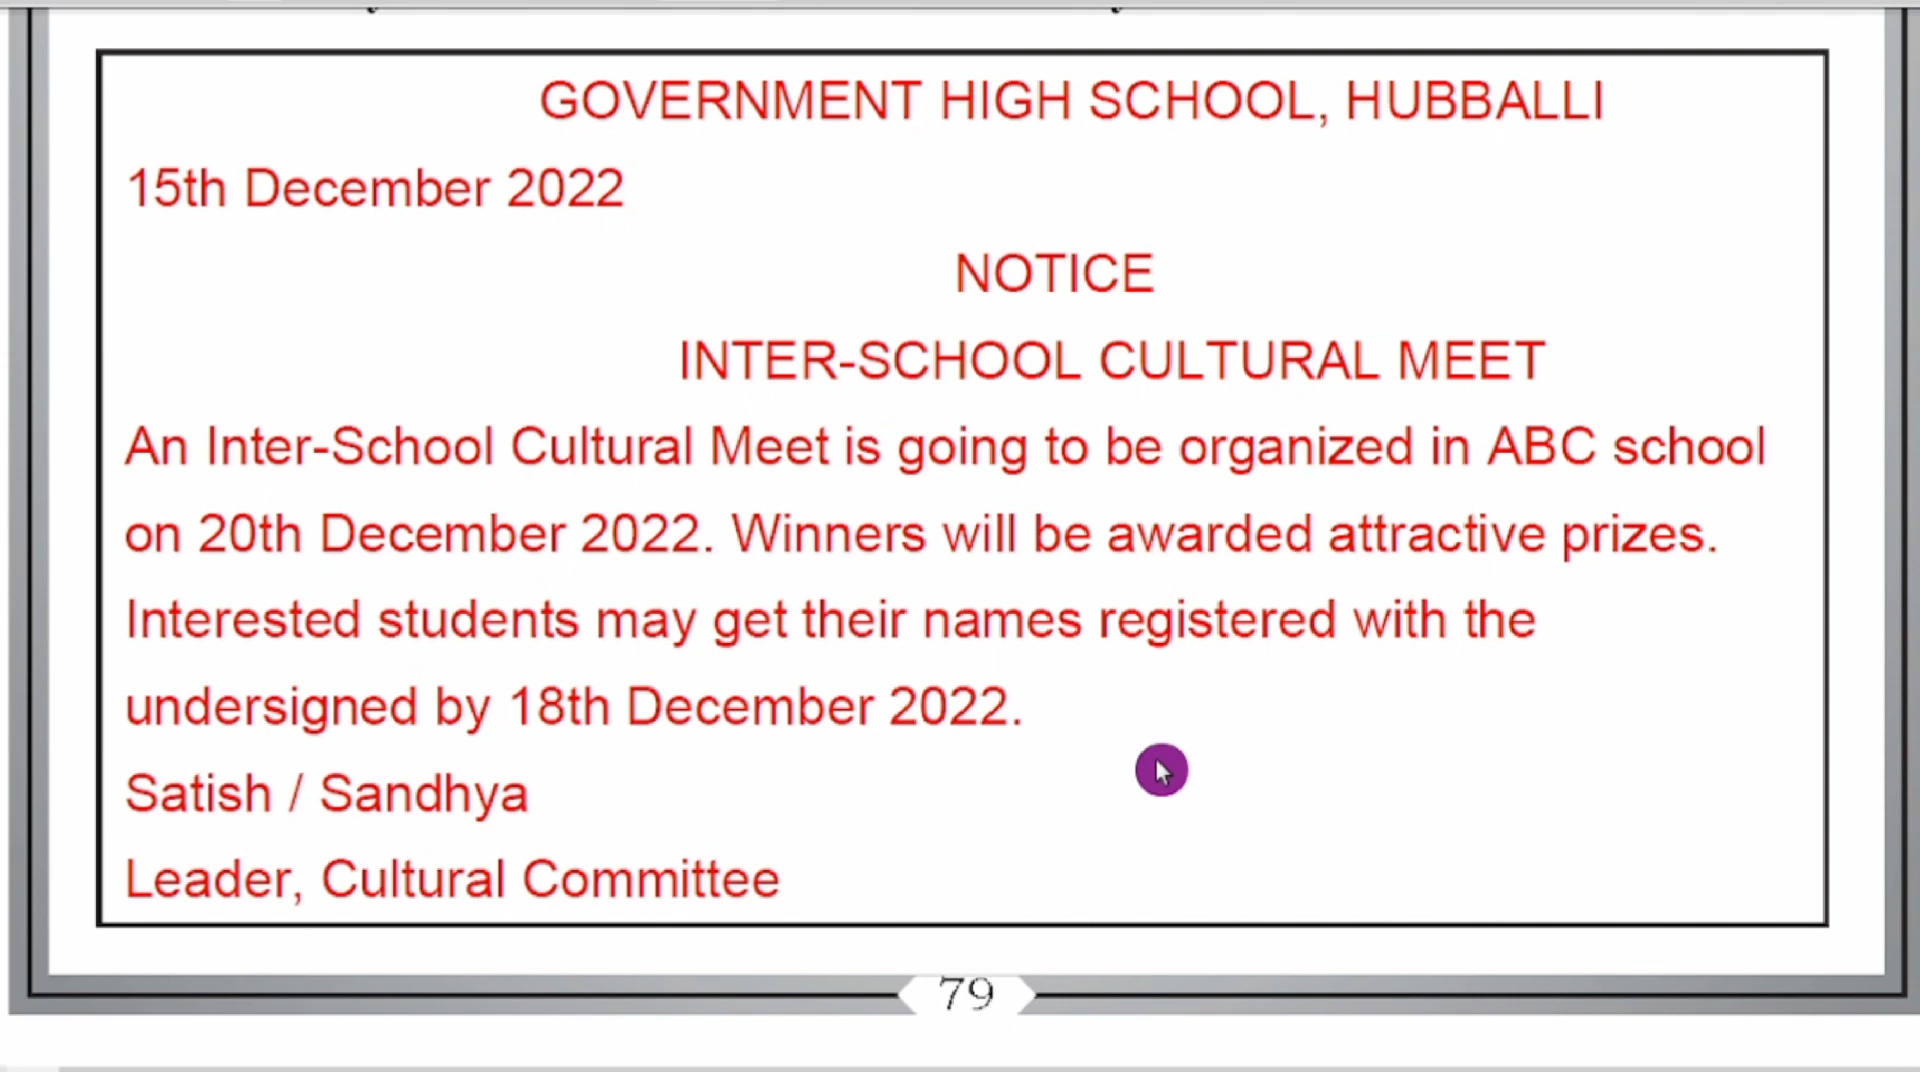 GOVERNMENT HIGH SCHOOL, HUBBALLI
15th December 2022
NOTICE
INTER-SCHOOL CULTURAL MEET
An Inter-School Cultural Meet is going to be organized in ABC school
on 20th December 2022. Winners will be awarded attractive prizes.
Interested students may get their names registered with the
undersigned by 18th December 2022.
Satish / Sandhya
Leader, Cultural Committee
79